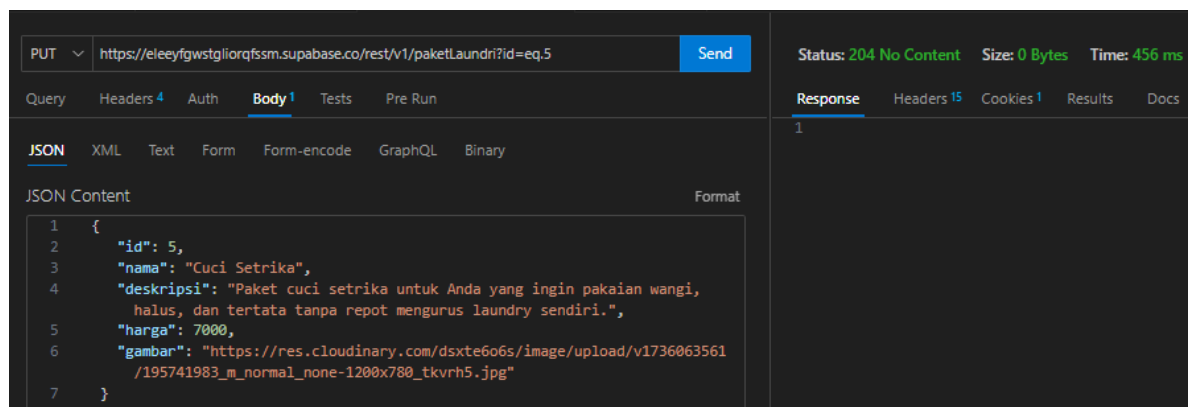 PUT https://eleeyfgwstgliorqfssm.supabase.co/rest/v1/paketLaundri?id=eq.5 Send
Query Headers 4 Auth Body 1 Tests Pre Run
JSON XML Text Form Form-encode GraphQL Binary
JSON Content Format
1 {
2 "id": 5,
3 "nama": "Cuci Setrika",
4 "deskripsi": "Paket cuci setrika untuk Anda yang ingin pakaian wangi,
halus, dan tertata tanpa repot mengurus laundry sendiri.",
5 "harga": 7000,
6 "gambar": "https://res.cloudinary.com/dsxte6o6s/image/upload/v1736063561
/195741983_m_normal_none-1200x780_tkvrh5.jpg"
7 }
Status: 204 No Content Size: 0 Bytes Time: 456 ms
Response Headers 15 Cookies 1 Results Docs
1